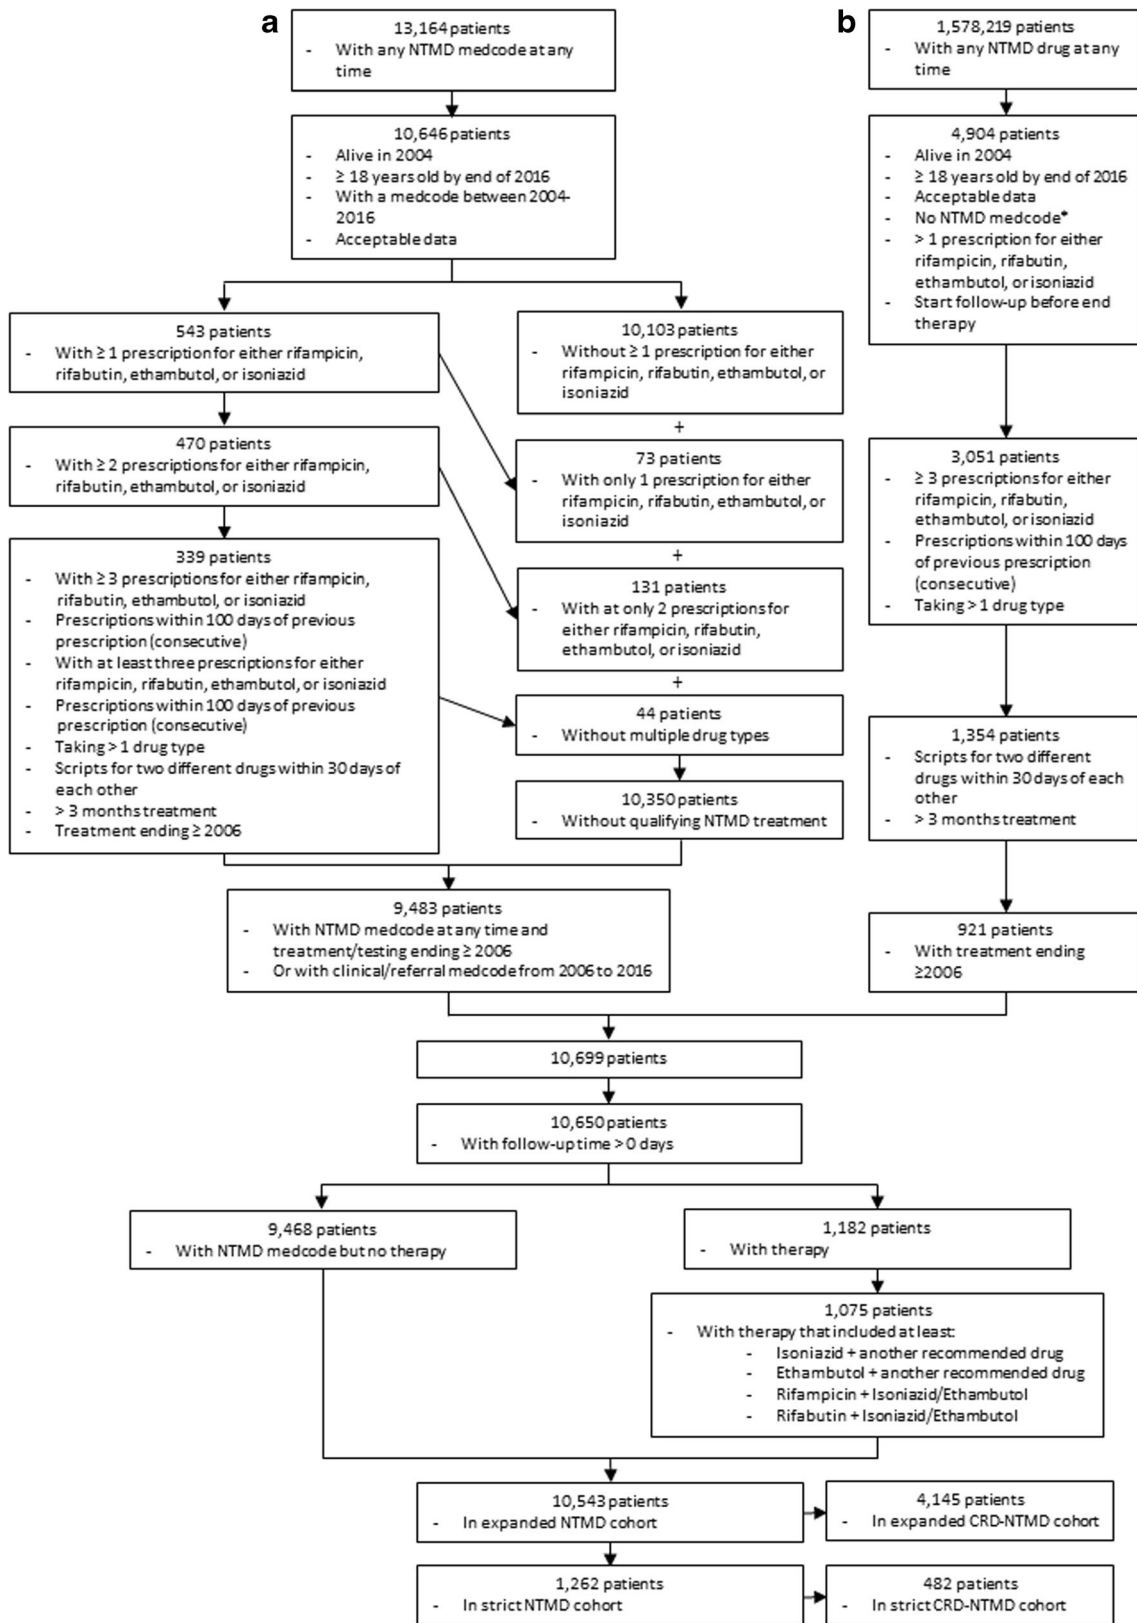 a
13,164 patients
- With any NTMD medcode at any
time
10,646 patients
- Alive in 2004
- ≥ 18 years old by end of 2016
- With a medcode between 2004-
2016
- Acceptable data
543 patients
- With ≥ 1 prescription for either rifampicin,
rifabutin, ethambutol, or isoniazid
10,103 patients
- Without ≥ 1 prescription for either
rifampicin, rifabutin, ethambutol, or
isoniazid
+
470 patients
- With ≥ 2 prescriptions for either rifampicin,
rifabutin, ethambutol, or isoniazid
73 patients
- With only 1 prescription for either
rifampicin, rifabutin, ethambutol, or
isoniazid
+
339 patients
- With ≥ 3 prescriptions for either rifampicin,
rifabutin, ethambutol, or isoniazid
- Prescriptions within 100 days of previous
prescription (consecutive)
- With at least three prescriptions for either
rifampicin, rifabutin, ethambutol, or isoniazid
- Prescriptions within 100 days of previous
prescription (consecutive)
- Taking > 1 drug type
- Scripts for two different drugs within 30 days of
each other
- > 3 months treatment
- Treatment ending ≥ 2006
131 patients
- With at only 2 prescriptions for
either rifampicin, rifabutin,
ethambutol, or isoniazid
+
44 patients
- Without multiple drug types
10,350 patients
- Without qualifying NTMD treatment
9,483 patients
- With NTMD medcode at any time and
treatment/testing ending ≥ 2006
- Or with clinical/referral medcode from 2006 to 2016
b
1,578,219 patients
- With any NTMD drug at any
time
4,904 patients
- Alive in 2004
- ≥ 18 years old by end of 2016
- Acceptable data
- No NTMD medcode*
- > 1 prescription for either
rifampicin, rifabutin,
ethambutol, or isoniazid
- Start follow-up before end
therapy
3,051 patients
- ≥ 3 prescriptions for either
rifampicin, rifabutin,
ethambutol, or isoniazid
- Prescriptions within 100 days
of previous prescription
(consecutive)
- Taking > 1 drug type
1,354 patients
- Scripts for two different
drugs within 30 days of each
other
- > 3 months treatment
921 patients
- With treatment ending
≥2006
10,699 patients
10,650 patients
- With follow-up time > 0 days
9,468 patients
- With NTMD medcode but no therapy
1,182 patients
- With therapy
1,075 patients
- With therapy that included at least:
- Isoniazid + another recommended drug
- Ethambutol + another recommended drug
- Rifampicin + Isoniazid/Ethambutol
- Rifabutin + Isoniazid/Ethambutol
10,543 patients
- In expanded NTMD cohort
4,145 patients
- In expanded CRD-NTMD cohort
1,262 patients
- In strict NTMD cohort
482 patients
- In strict CRD-NTMD cohort